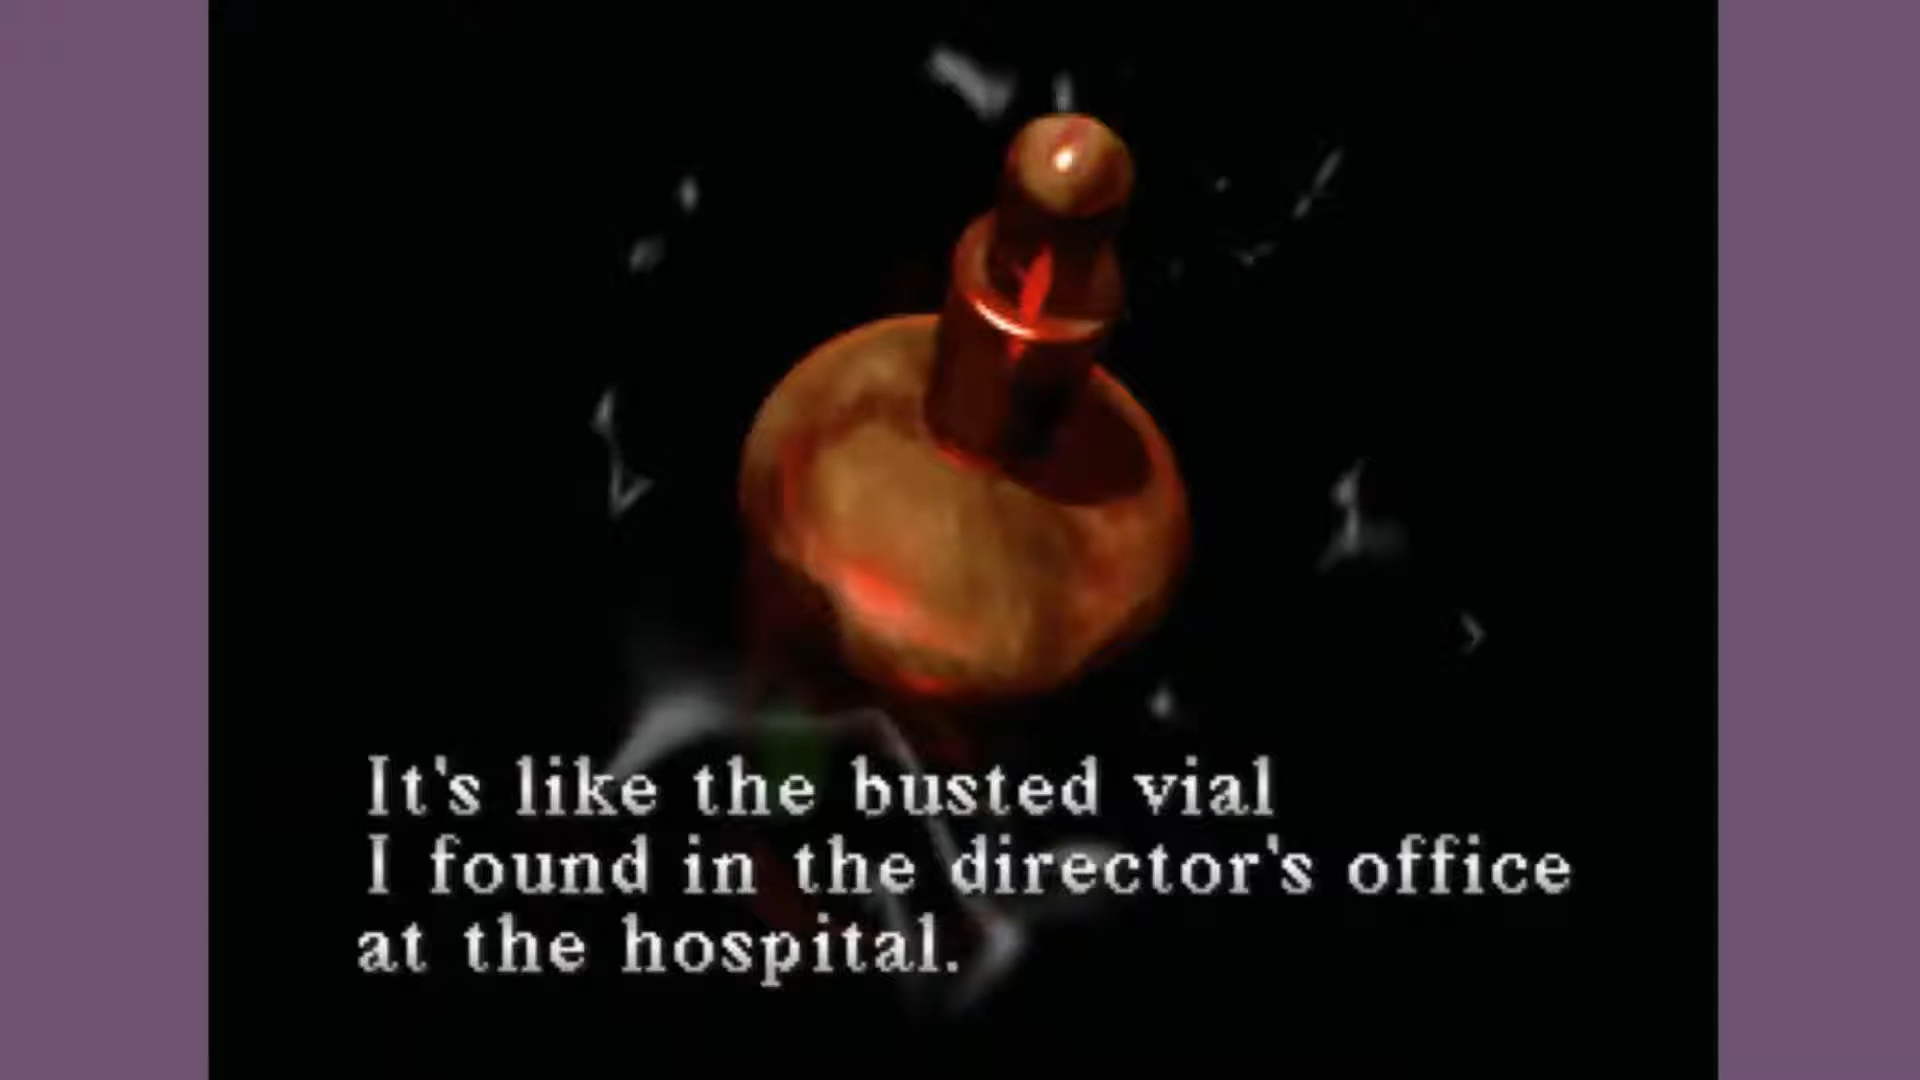 It's like the busted vial
I found in the director's office
at the hospital.